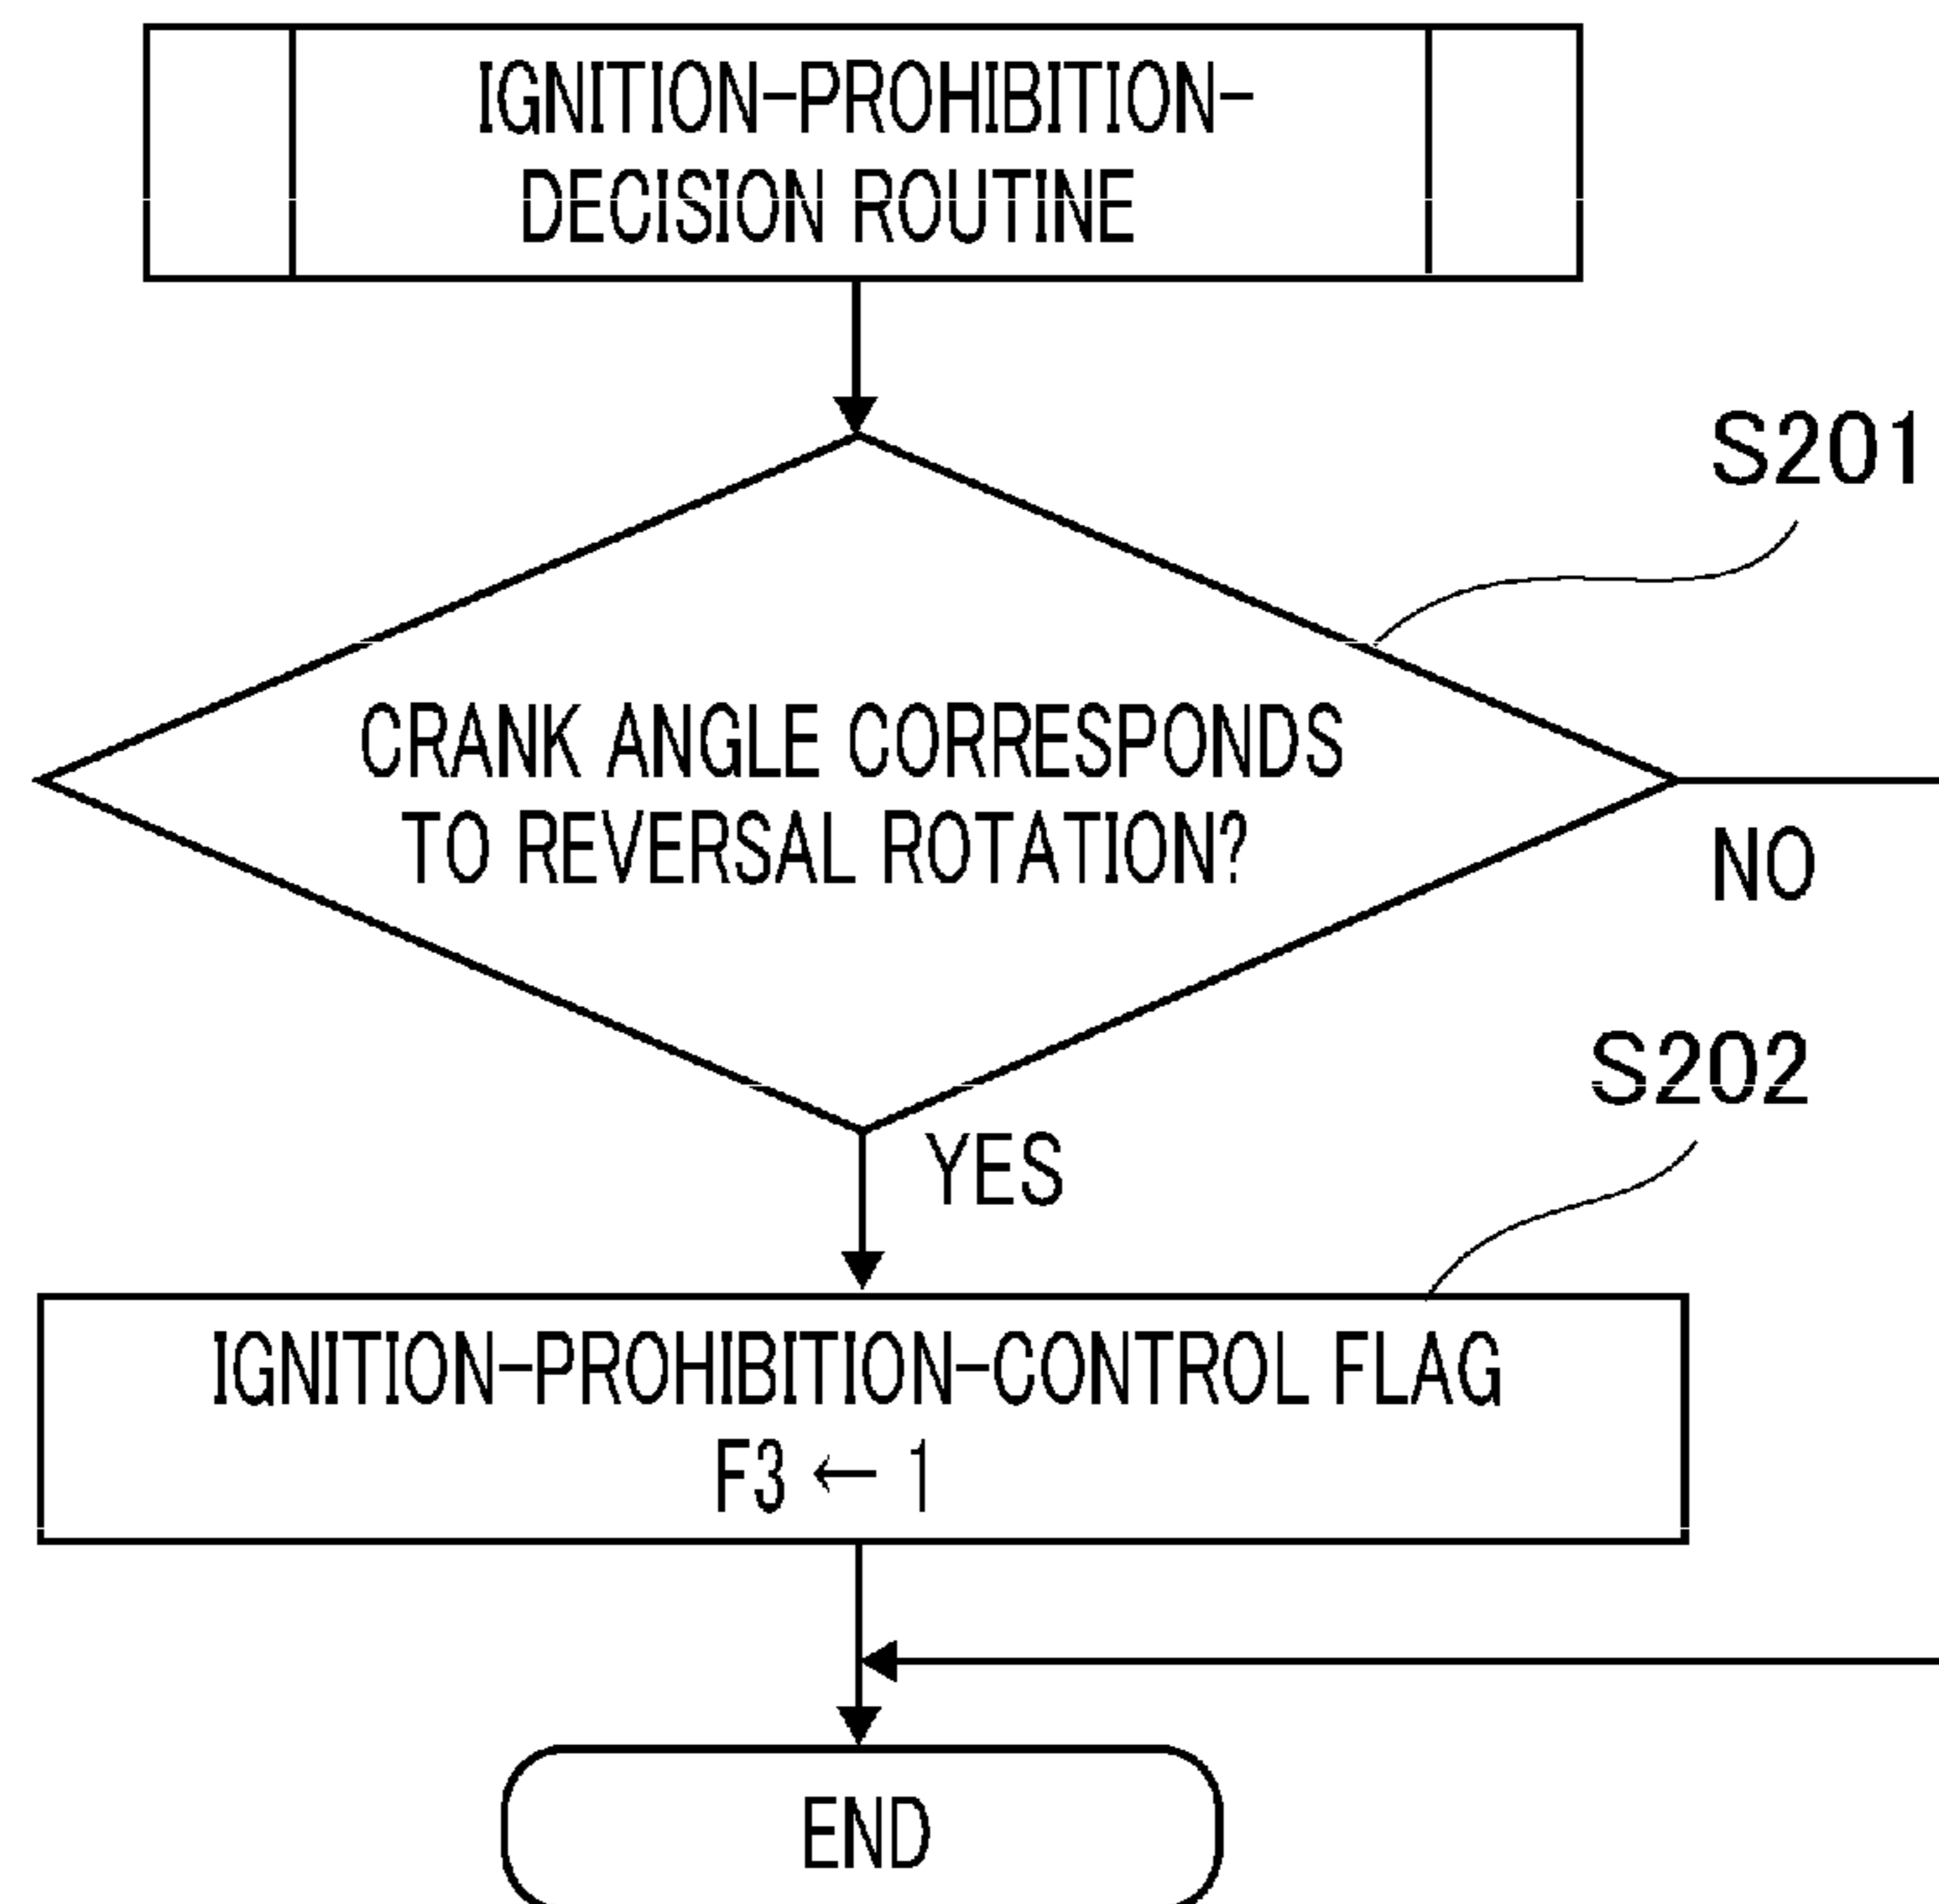 IGNITION-PROHIBITION-
DECISION ROUTINE
S201
CRANK ANGLE CORRESPONDS
TO REVERSAL ROTATION?
NO
S202
YES
IGNITION-PROHIBITION-CONTROL FLAG
F3 ← 1
END